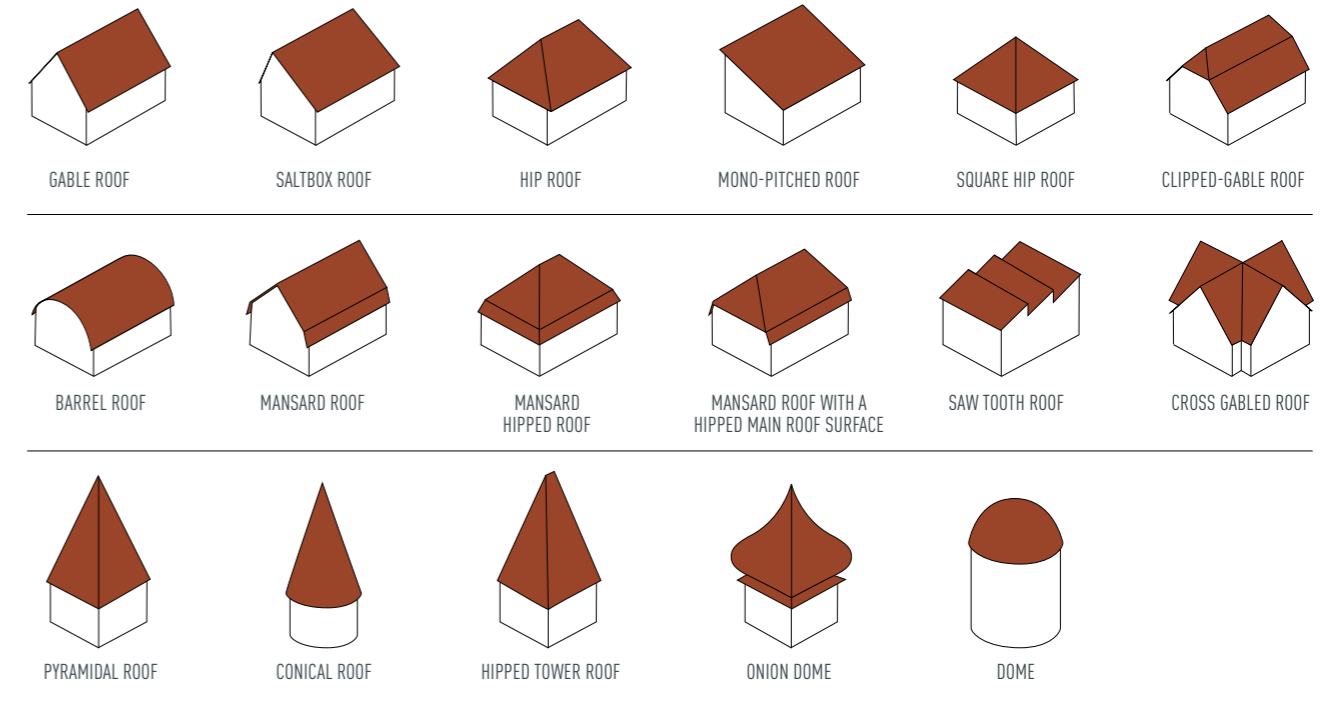 GABLE ROOF
SALTBOX ROOF
HIP ROOF
MONO-PITCHED ROOF
SQUARE HIP ROOF
CLIPPED-GABLE ROOF
BARREL ROOF
MANSARD ROOF
MANSARD
HIPPED ROOF
MANSARD ROOF WITH A
HIPPED MAIN ROOF SURFACE
SAW TOOTH ROOF
CROSS GABLED ROOF
PYRAMIDAL ROOF
CONICAL ROOF
HIPPED TOWER ROOF
ONION DOME
DOME